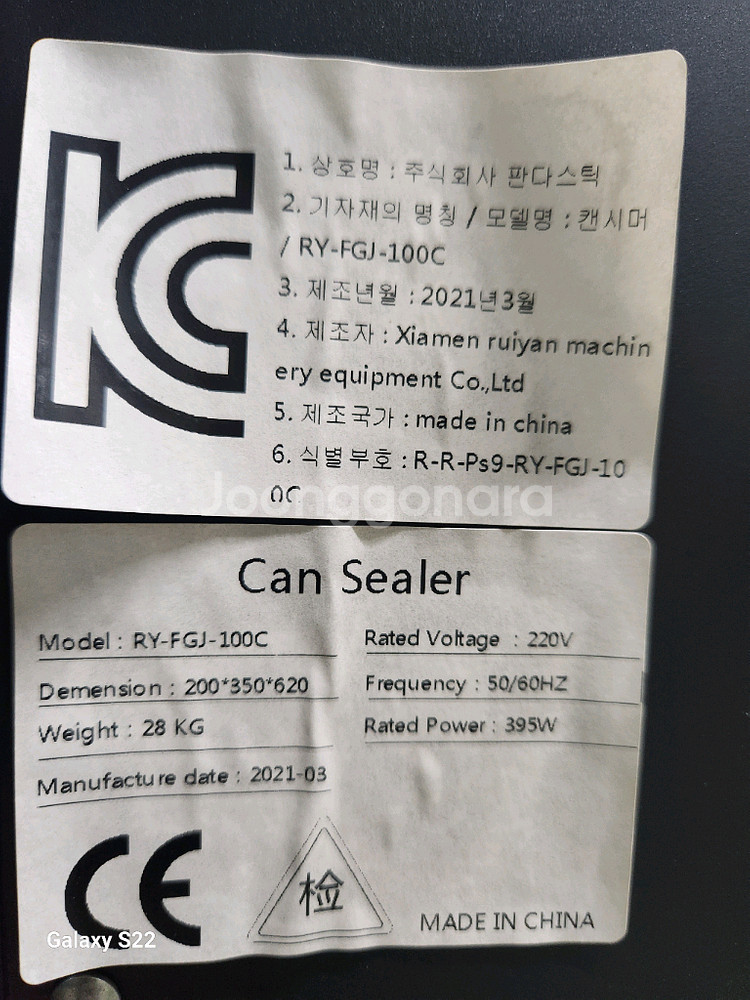 1. 상호명 : 주식회사 판다스틱
2. 기자재의 명칭 / 모델명 : 캔시머
/ RY-FGJ-100C
3. 제조년월 : 2021년3월
4. 제조자 : Xiamen ruiyan machin
ery equipment Co.,Ltd
5. 제조국가 : made in china
6. 식별부호 : R-R-Ps9-RY-FGJ-10
0C
Joonggonara
Can Sealer
Model : RY-FGJ-100C
Rated Voltage : 220V
Demension : 200*350*620
Frequency : 50/60HZ
Weight : 28 KG
Rated Power : 395W
Manufacture date : 2021-03
CE
检
MADE IN CHINA
Galaxy S22